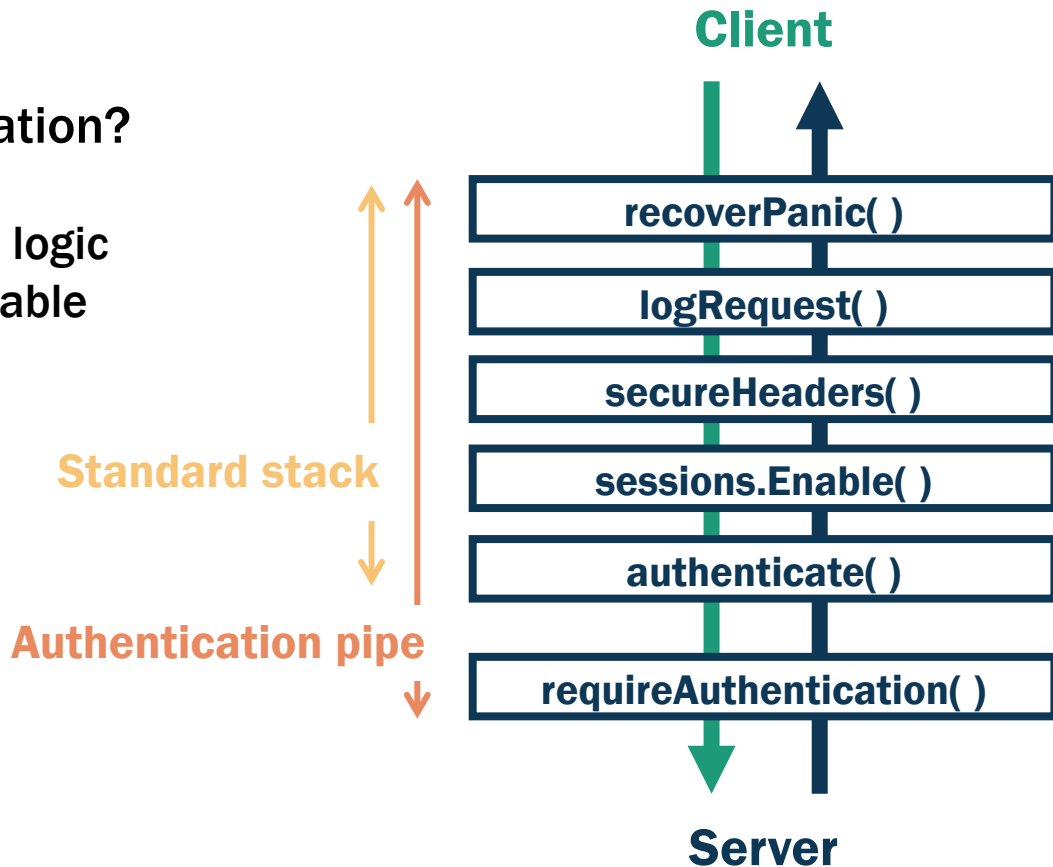 Client
ation?
recoverPanic( )
logic
able
logRequest( )
secureHeaders( )
Standard stack
sessions.Enable( )
authenticate( )
Authentication pipe
requireAuthentication( )
Server